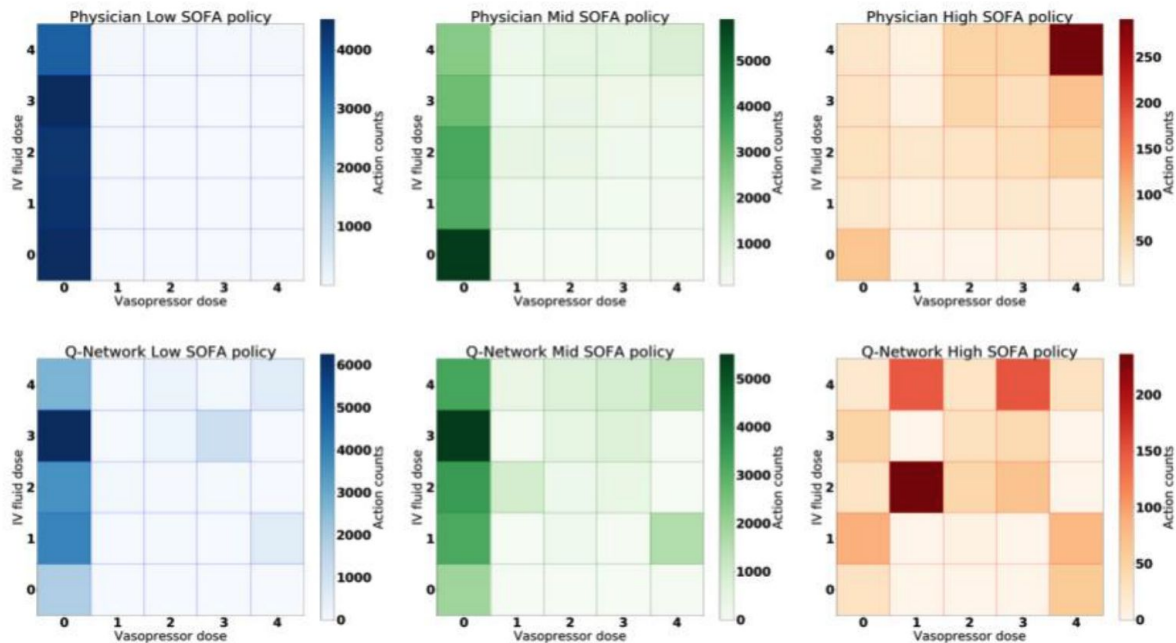 Physician Low SOFA policy
IV fluid dose
4
3
2
1
0
0 1 2 3 4
Vasopressor dose
4000
3000
2000
1000
Action counts
Physician Mid SOFA policy
IV fluid dose
4
3
2
1
0
0 1 2 3 4
Vasopressor dose
5000
4000
3000
2000
1000
Action counts
Physician High SOFA policy
IV fluid dose
4
3
2
1
0
0 1 2 3 4
Vasopressor dose
250
200
150
100
50
Action counts
Q-Network Low SOFA policy
IV fluid dose
4
3
2
1
0
0 1 2 3 4
Vasopressor dose
6000
5000
4000
3000
2000
1000
0
Action counts
Q-Network Mid SOFA policy
IV fluid dose
4
3
2
1
0
0 1 2 3 4
Vasopressor dose
5000
4000
3000
2000
1000
0
Action counts
Q-Network High SOFA policy
IV fluid dose
4
3
2
1
0
0 1 2 3 4
Vasopressor dose
200
150
100
50
0
Action counts